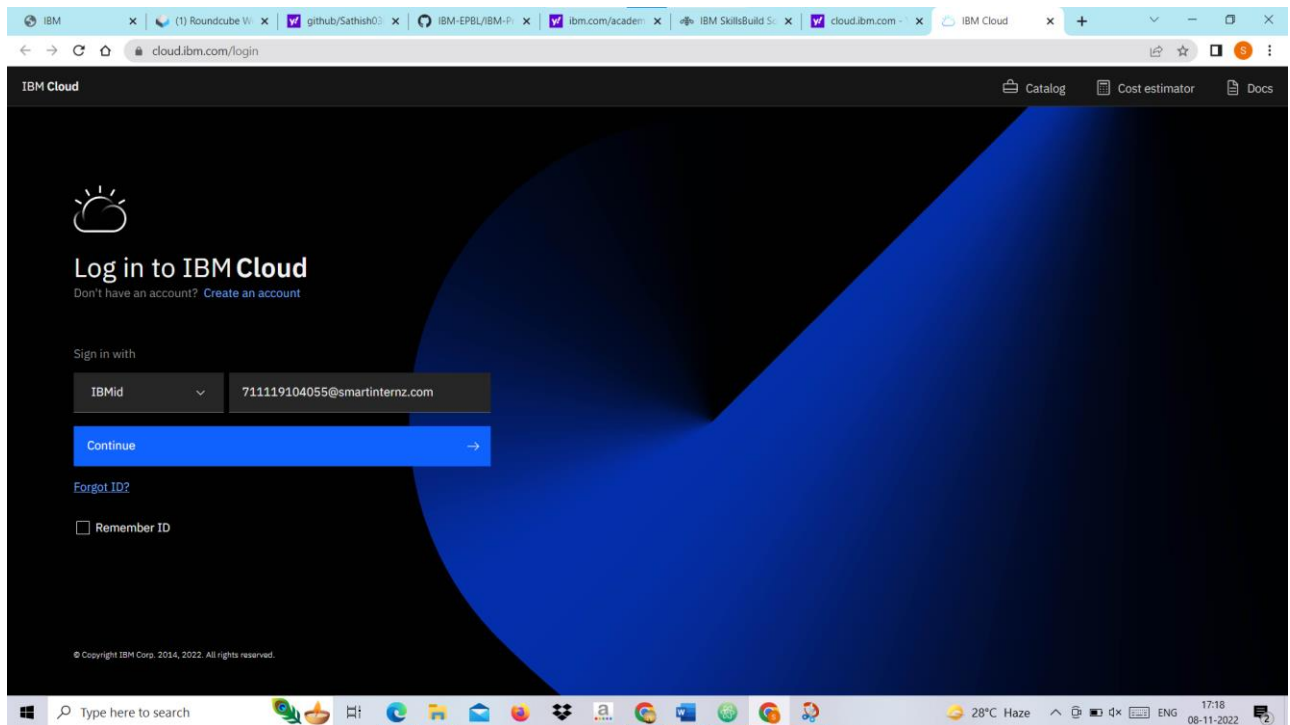 IBM
(1) Roundcube W
github/Sathish03
IBM-EPBL/IBM-Pr
ibm.com/academ
IBM SkillsBuild So
cloud.ibm.com -
IBM Cloud
cloud.ibm.com/login
S
IBM Cloud
Catalog
Cost estimator
Docs
Log in to IBM Cloud
Don't have an account? Create an account
Sign in with
IBMid
711119104055@smartinternz.com
Continue
Forgot ID?
Remember ID
© Copyright IBM Corp. 2014, 2022. All rights reserved.
Type here to search
28°C Haze
ENG
17:18
08-11-2022
2